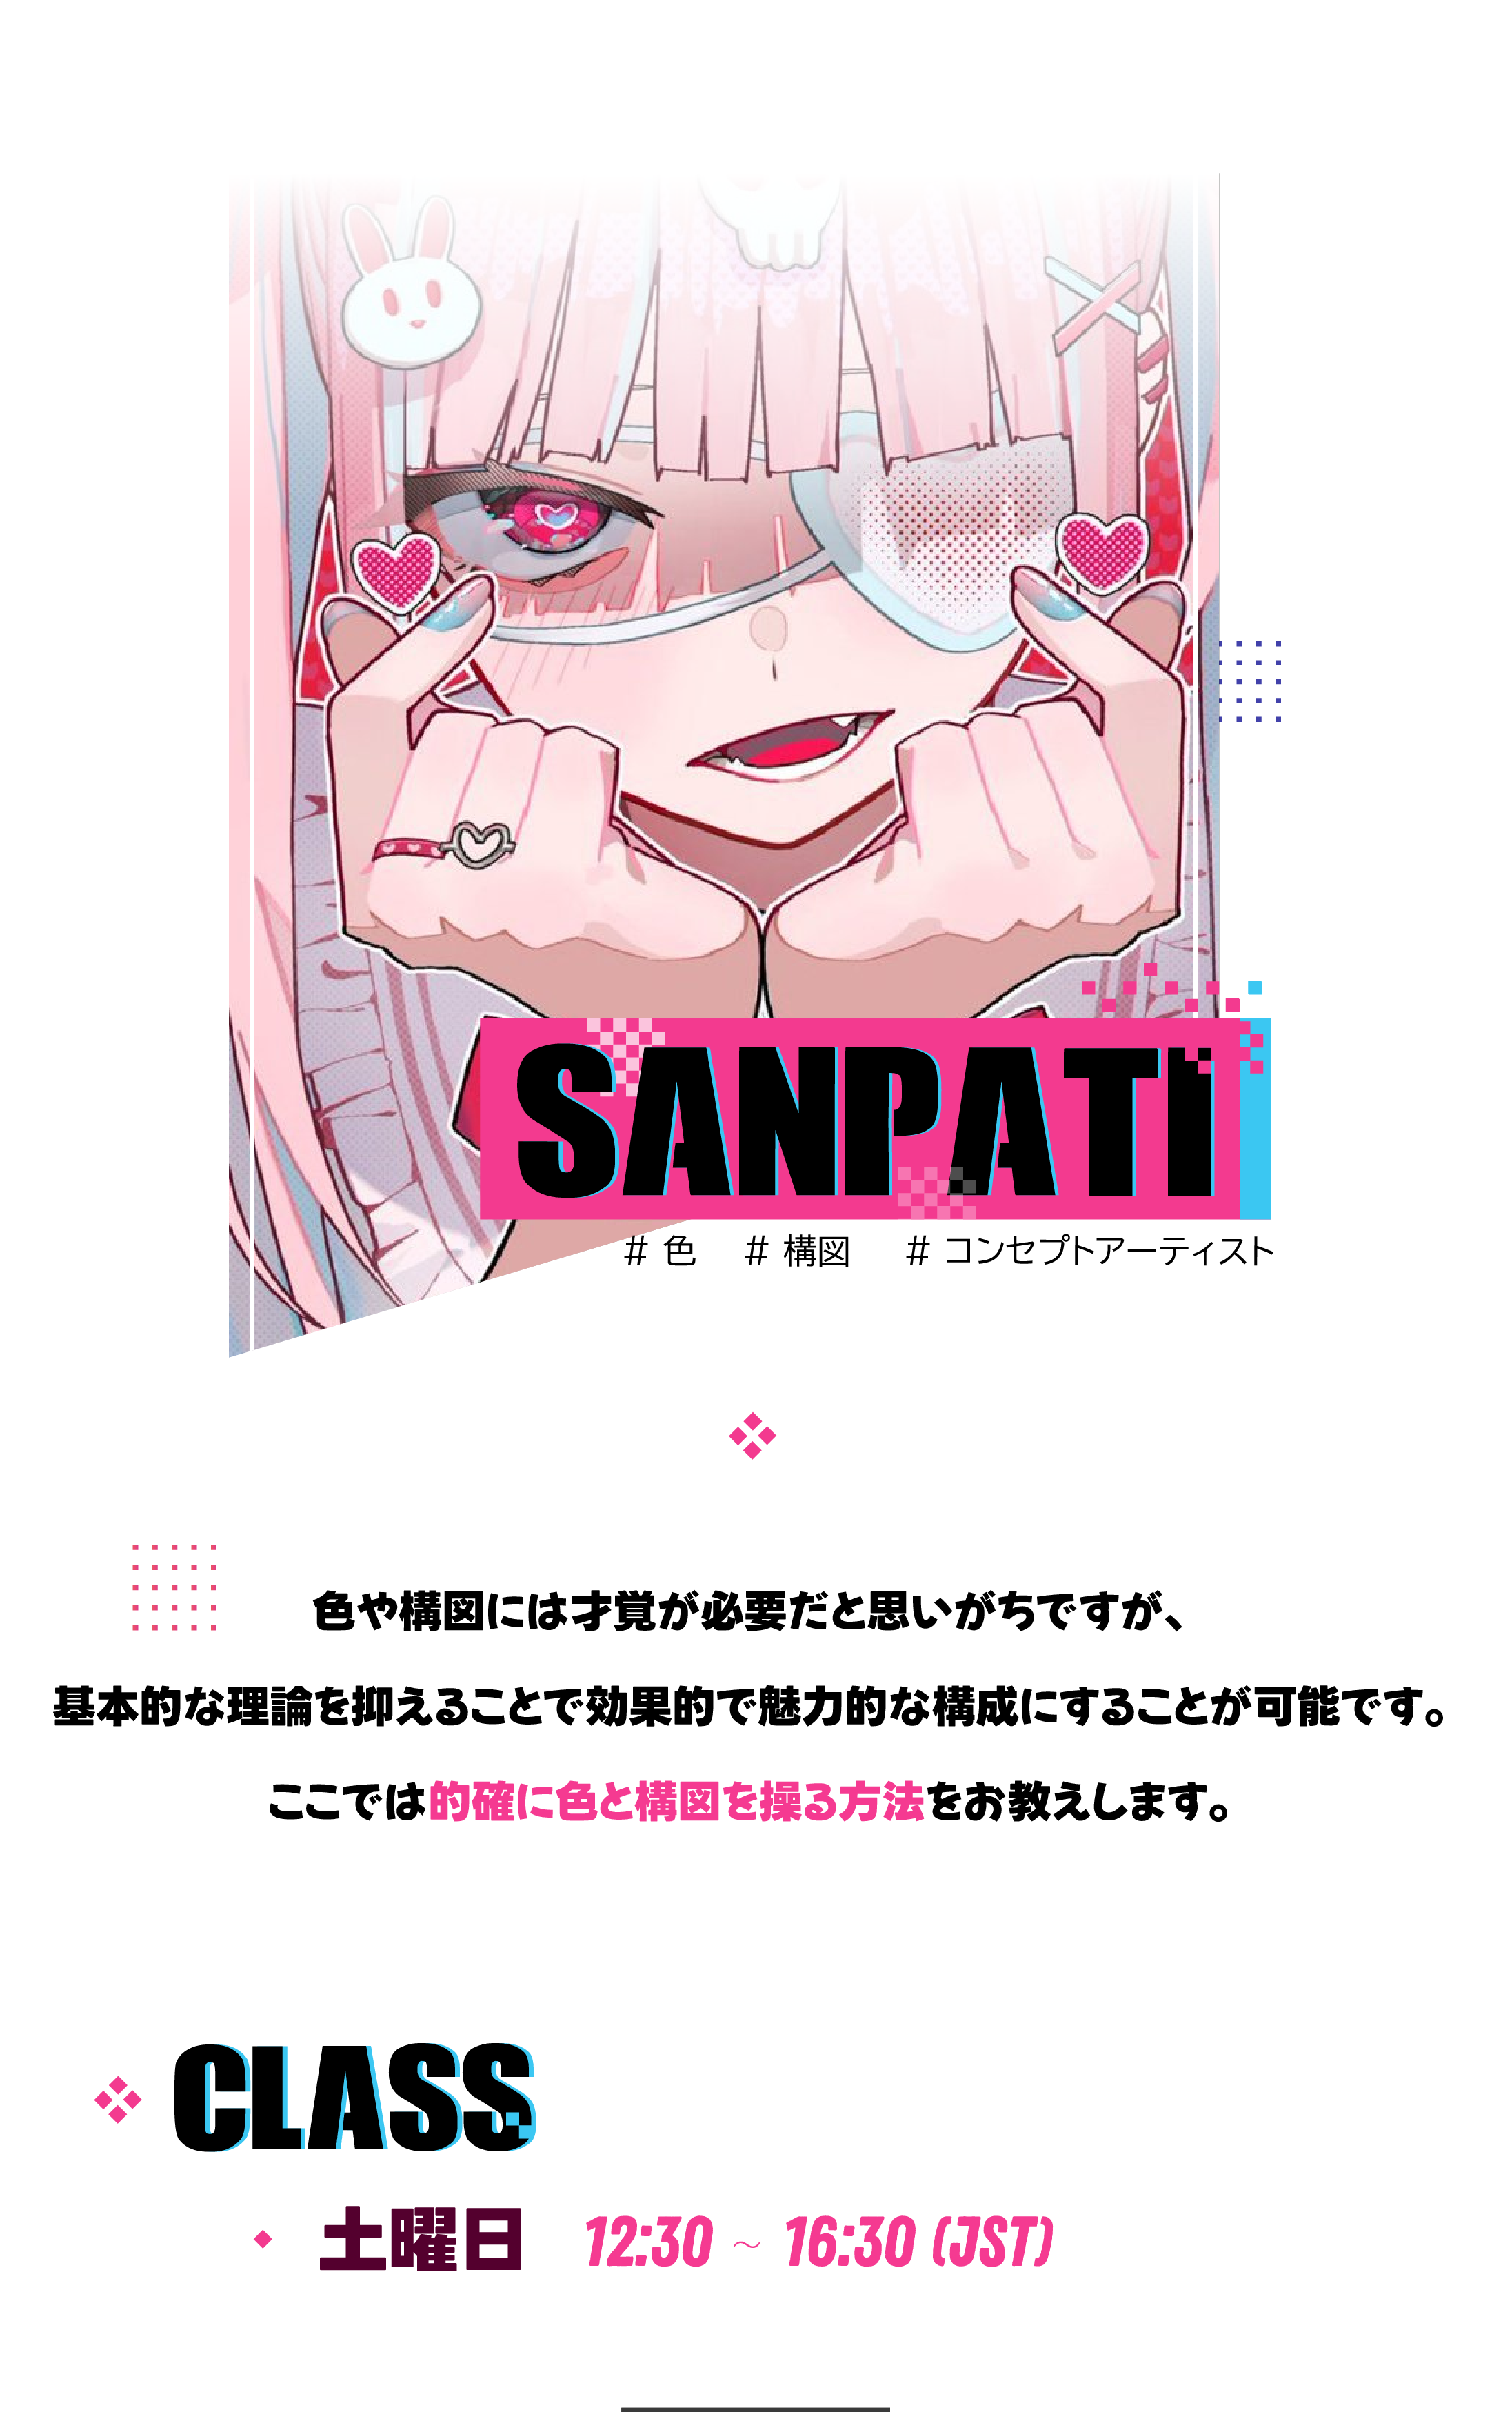 SANPATI
# 色 # 構図 # コンセプトアーティスト
色や構図には才覚が必要だと思いがちですが、
基本的な理論を抑えることで効果的で魅力的な構成にすることが可能です。
ここでは的確に色と構図を操る方法をお教えします。
CLASS
土曜日 12:30 ~ 16:30 (JST)